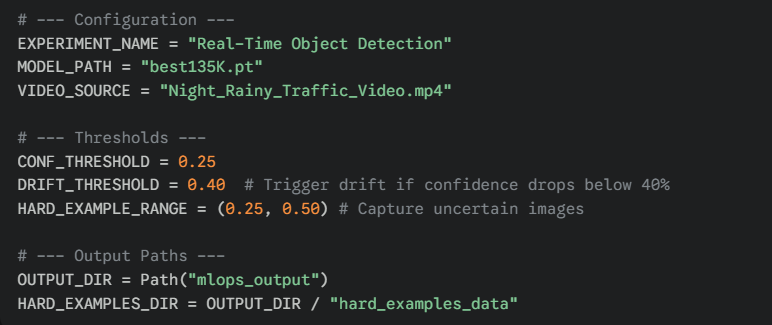 # --- Configuration ---
EXPERIMENT_NAME = "Real-Time Object Detection"
MODEL_PATH = "best135K.pt"
VIDEO_SOURCE = "Night_Rainy_Traffic_Video.mp4"
# --- Thresholds ---
CONF_THRESHOLD = 0.25
DRIFT_THRESHOLD = 0.40  # Trigger drift if confidence drops below 40%
HARD_EXAMPLE_RANGE = (0.25, 0.50) # Capture uncertain images
# --- Output Paths ---
OUTPUT_DIR = Path("mlops_output")
HARD_EXAMPLES_DIR = OUTPUT_DIR / "hard_examples_data"